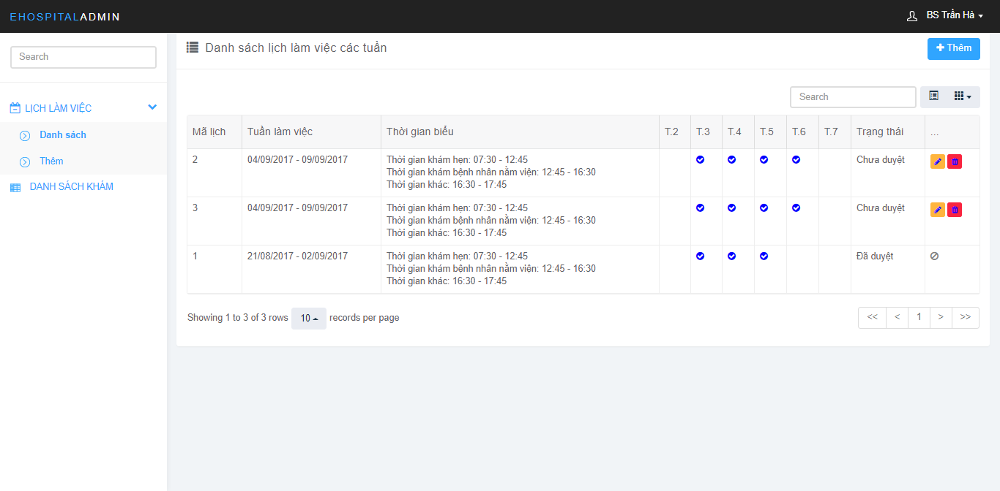 EHOSPITALADMIN
BS Trần Hà
Search
LỊCH LÀM VIỆC
Danh sách
Thêm
DANH SÁCH KHÁM
Danh sách lịch làm việc các tuần
Thêm
Search
Mã lịch Tuần làm việc Thời gian biểu T.2 T.3 T.4 T.5 T.6 T.7 Trạng thái ...
2 04/09/2017 - 09/09/2017 Thời gian khám hẹn: 07:30 - 12:45 Chưa duyệt
Thời gian khám bệnh nhân nằm viện: 12:45 - 16:30
Thời gian khác: 16:30 - 17:45
3 04/09/2017 - 09/09/2017 Thời gian khám hẹn: 07:30 - 12:45 Chưa duyệt
Thời gian khám bệnh nhân nằm viện: 12:45 - 16:30
Thời gian khác: 16:30 - 17:45
1 21/08/2017 - 02/09/2017 Thời gian khám hẹn: 07:30 - 12:45 Đã duyệt
Thời gian khám bệnh nhân nằm viện: 12:45 - 16:30
Thời gian khác: 16:30 - 17:45
Showing 1 to 3 of 3 rows 10 records per page
<< < 1 > >>